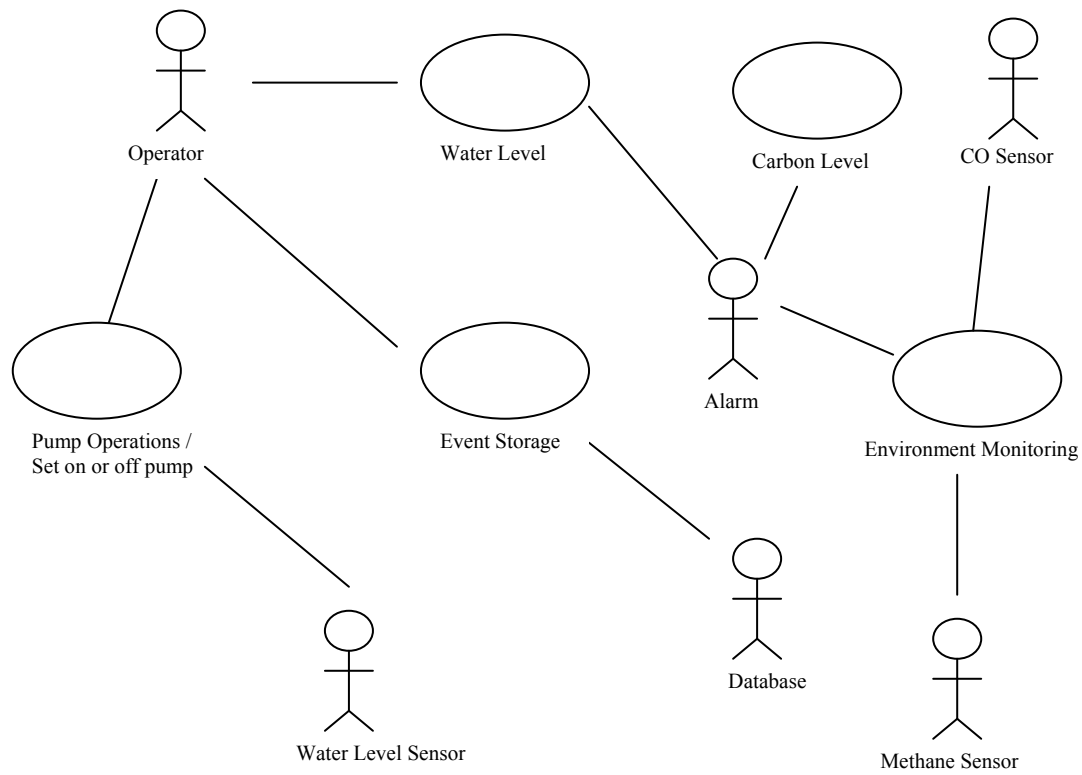 Operator
Water Level
Carbon Level
CO Sensor
Alarm
Pump Operations /
Set on or off pump
Event Storage
Environment Monitoring
Database
Water Level Sensor
Methane Sensor